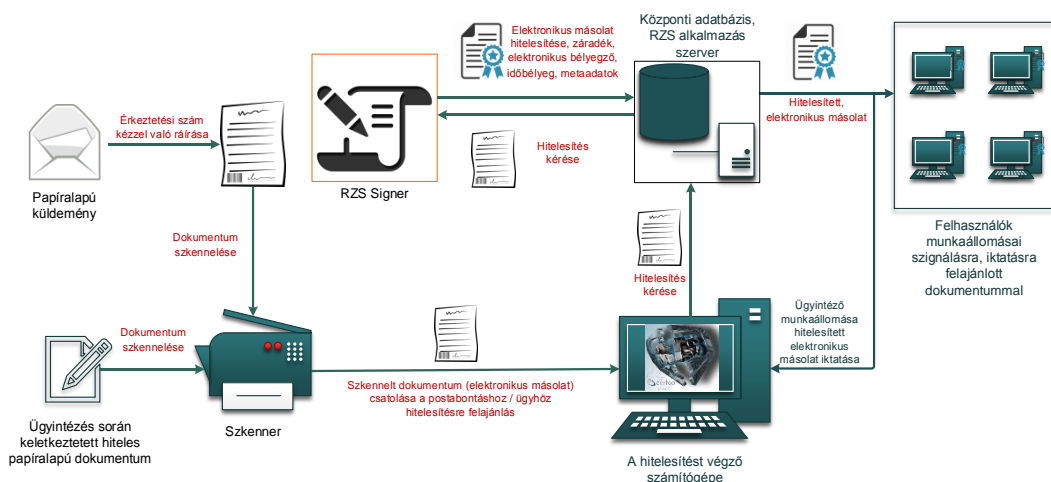 Központi adatbázis,
RZS alkalmazás
szerver
Elektronikus másolat
hitelesítése, záradék,
elektronikus bélyegző,
időbélyeg, metaadatok
Hitelesített,
elektronikus másolat
Érkeztetési szám
kézzel való ráírása
Hitelesítés
kérése
Papíralapú
küldemény
RZS Signer
Dokumentum
szkennelése
Felhasználók
munkaállomásai
szignálásra, iktatásra
felajánlott
dokumentummal
Hitelesítés
kérése
Ügyintéző
munkaállomása
hitelesített
elektronikus
másolat iktatása
Dokumentum
szkennelése
Szkennelt dokumentum (elektronikus másolat)
csatolása a postabontáshoz / ügyhöz
hitelesítésre felajánlás
Ügyintézés során
keletkeztetett hiteles
papíralapú dokumentum
Szkenner
A hitelesítést végző
számítógépe